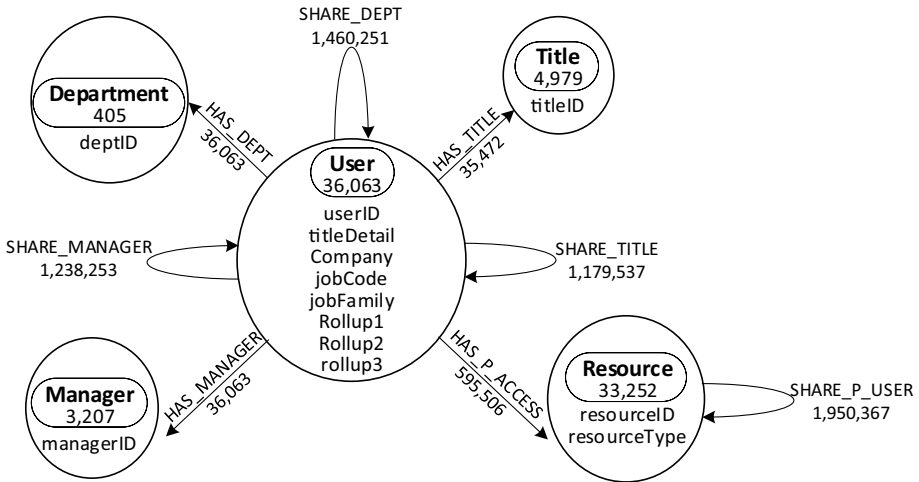 SHARE_DEPT
1,460,251
Department
405
deptID
HAS_DEPT
36,063
Title
4,979
titleID
HAS_TITLE
35,472
User
36,063
userID
titleDetail
Company
jobCode
jobFamily
Rollup1
Rollup2
rollup3
SHARE_MANAGER
1,238,253
SHARE_TITLE
1,179,537
HAS_MANAGER
36,063
HAS_P_ACCESS
595,506
Manager
3,207
managerID
Resource
33,252
resourceID
resourceType
SHARE_P_USER
1,950,367